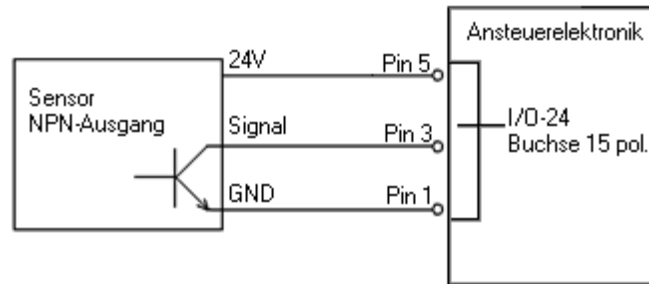 Ansteuerelektronik
24V
Pin 5
Sensor
NPN-Ausgang
Signal
Pin 3
I/O-24
Buchse 15 pol.
GND
Pin 1